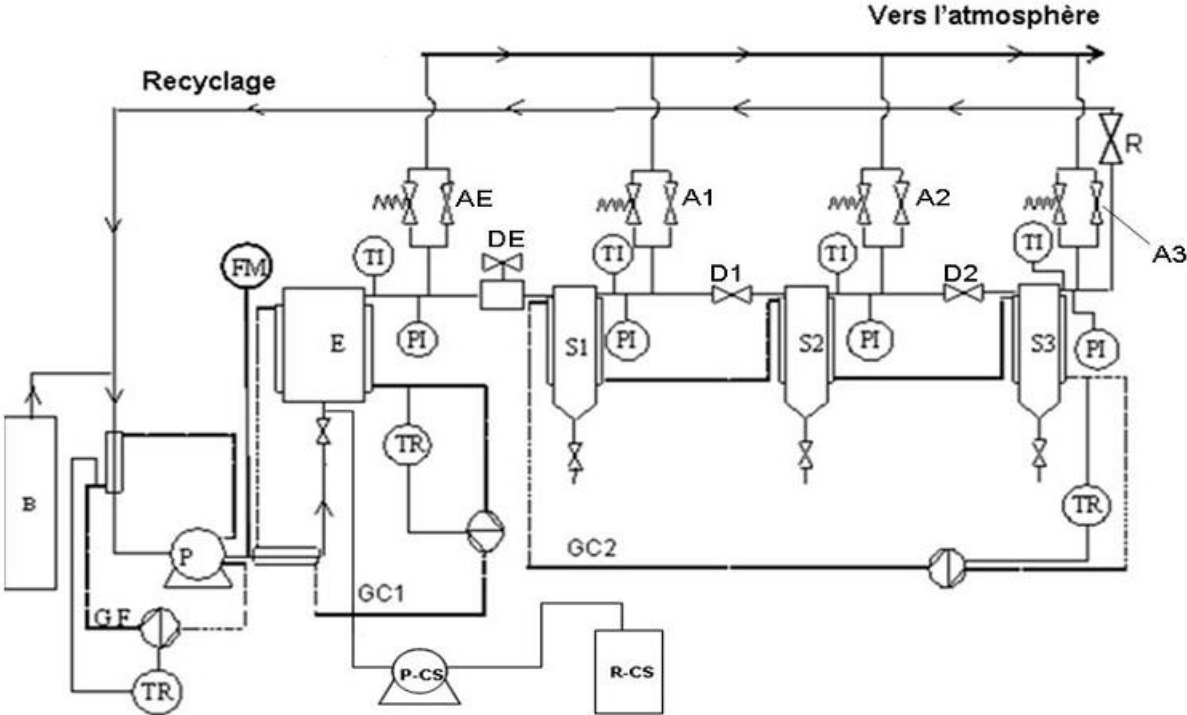 Vers l'atmosphère
Recyclage
R
AE
A1
A2
A3
DE
TI
TI
TI
TI
FM
D1
D2
E
PI
S1
PI
S2
PI
S3
PI
TR
B
TR
P
GC2
GC1
GF
P-CS
R-CS
TR